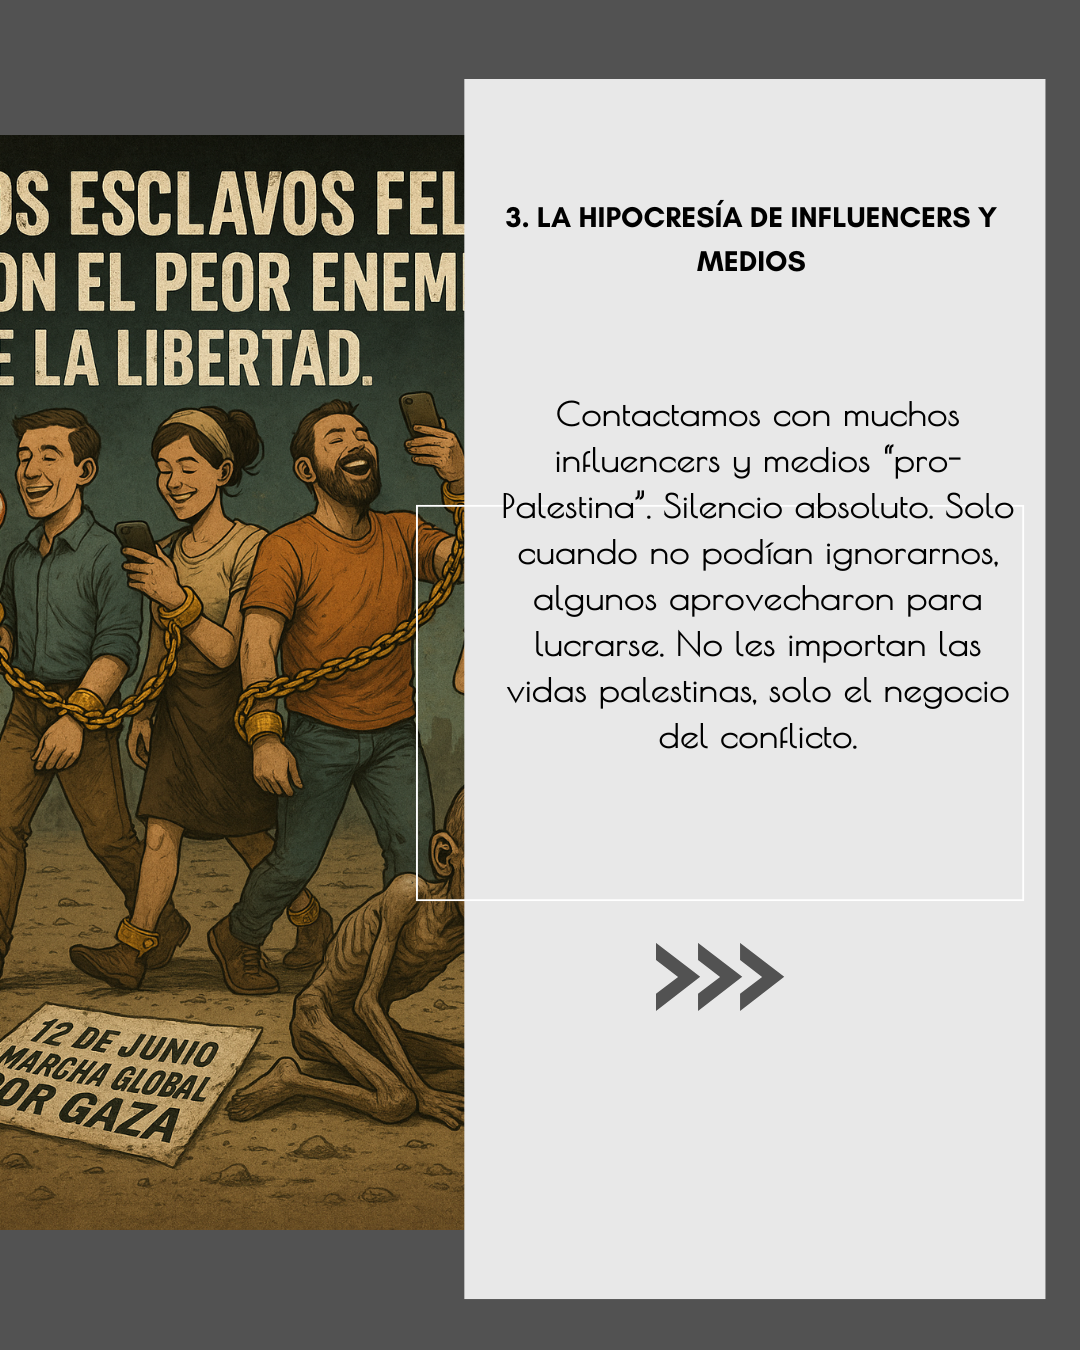 OS ESCLAVOS FEL
ON EL PEOR ENEM
E LA LIBERTAD.
12 DE JUNIO
MARCHA GLOBAL
OR GAZA
3. LA HIPOCRESÍA DE INFLUENCERS Y
MEDIOS
Contactamos con muchos
influencers y medios “pro-
Palestina”. Silencio absoluto. Solo
cuando no podían ignorarnos,
algunos aprovecharon para
lucrarse. No les importan las
vidas palestinas, solo el negocio
del conflicto.